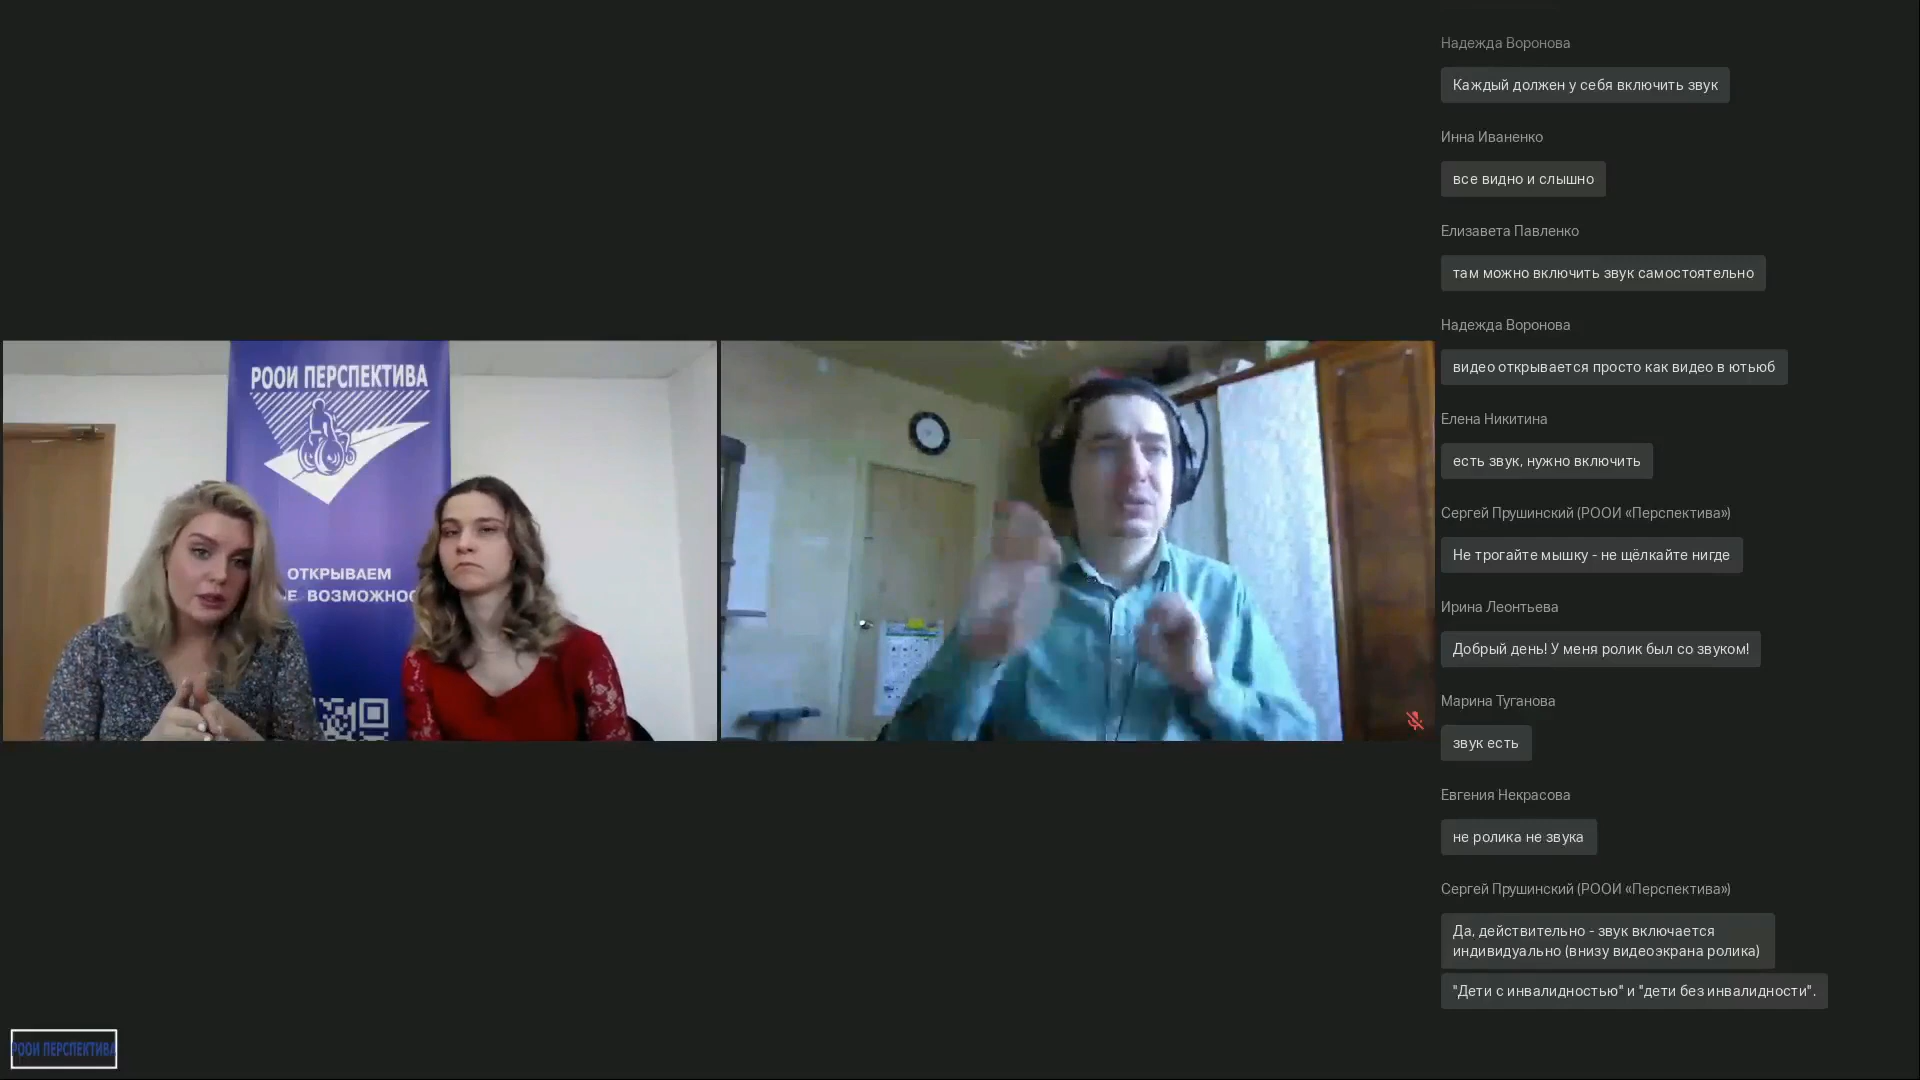 РООИ ПЕРСПЕКТИВА
ОТКРЫВАЕМ
Е ВОЗМОЖНОС
РООИ ПЕРСПЕКТИВА
Надежда Воронова
Каждый должен у себя включить звук
Инна Иваненко
все видно и слышно
Елизавета Павленко
там можно включить звук самостоятельно
Надежда Воронова
видео открывается просто как видео в ютьюб
Елена Никитина
есть звук, нужно включить
Сергей Прушинский (РООИ «Перспектива»)
Не трогайте мышку - не щёлкайте нигде
Ирина Леонтьева
Добрый день! У меня ролик был со звуком!
Марина Туганова
звук есть
Евгения Некрасова
не ролика не звука
Сергей Прушинский (РООИ «Перспектива»)
Да, действительно - звук включается
индивидуально (внизу видеоэкрана ролика)
"Дети с инвалидностью" и "дети без инвалидности".